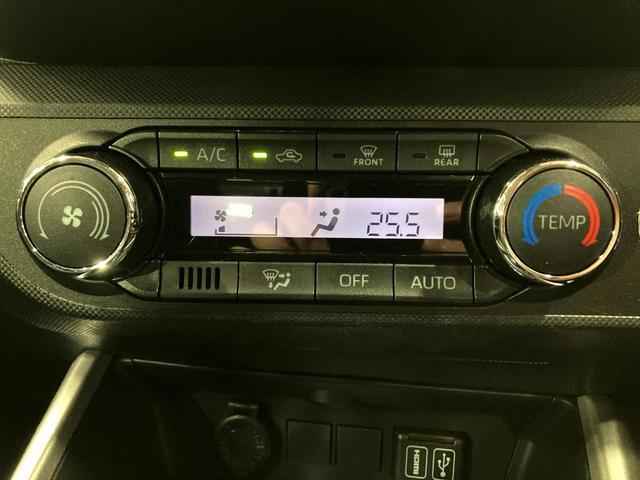 A/C
FRONT
REAR
25.5
TEMP
OFF
AUTO
HDMI